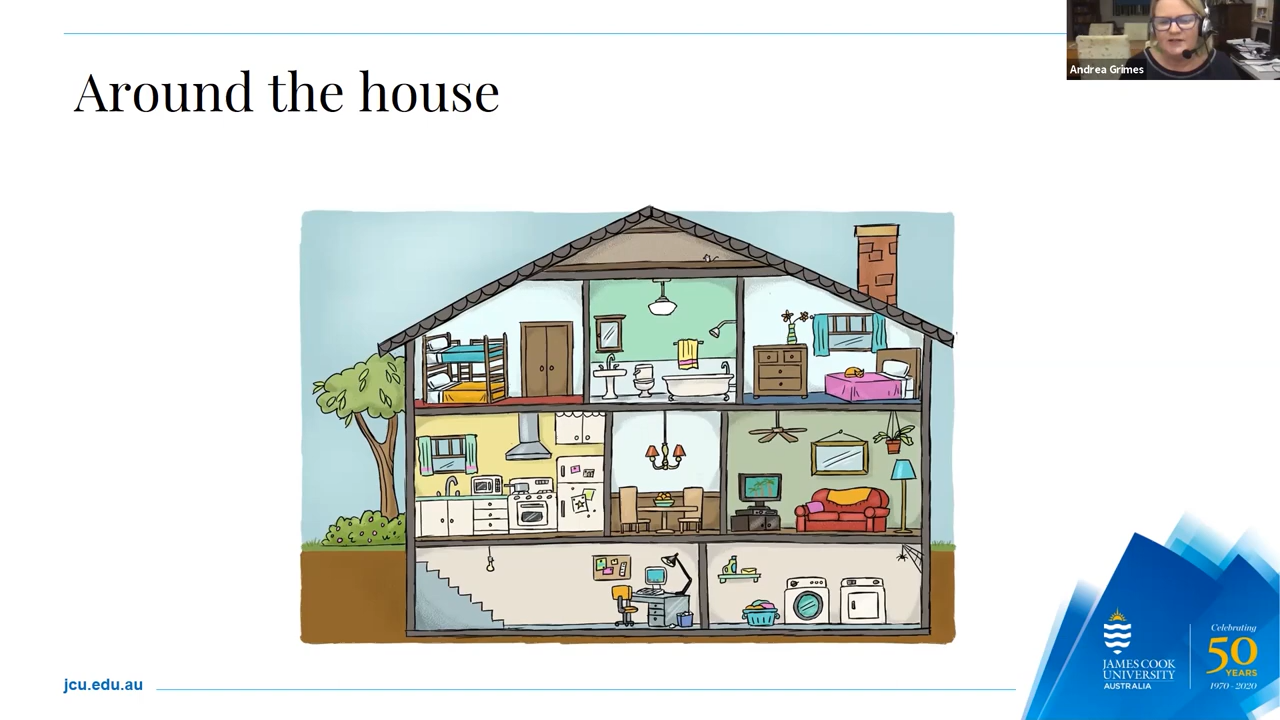 Andrea Grimes
Around the house
jcu.edu.au
JAMES COOK
UNIVERSITY
AUSTRALIA
Celebrating
50
YEARS
1970 - 2020